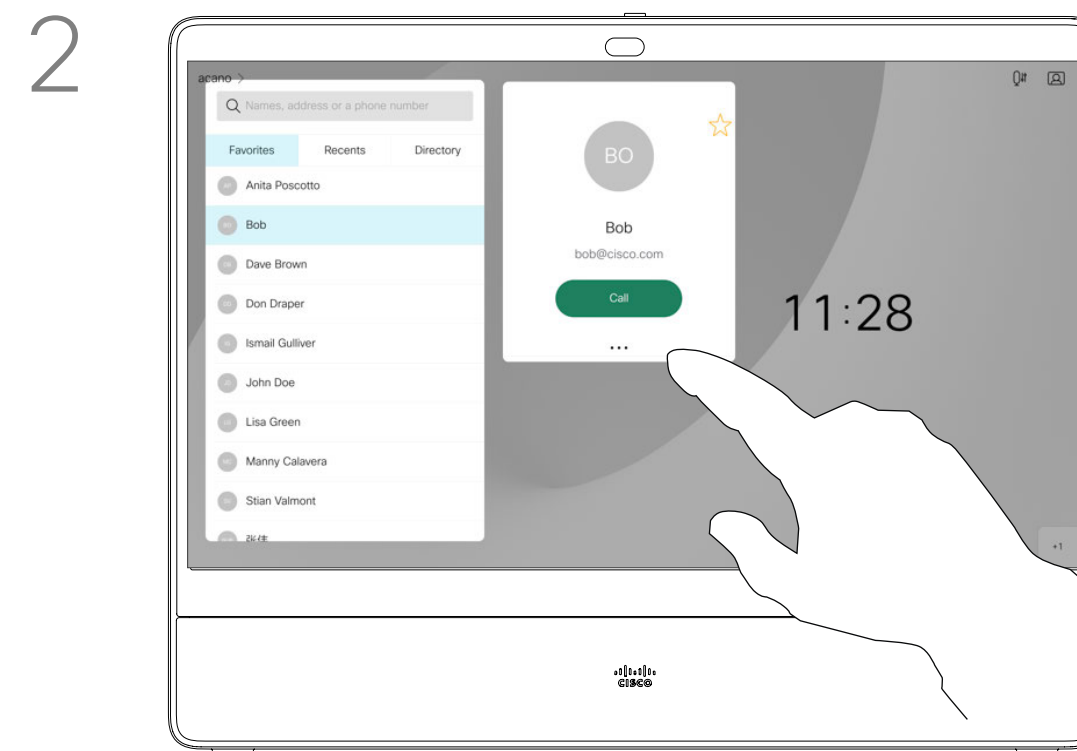 2
acano >
Names, address or a phone number
Favorites Recents Directory
Anita Poscotto
Bob
Dave Brown
Don Draper
Ismail Gulliver
John Doe
Lisa Green
Manny Calavera
Stian Valmont
BO
Bob
bob@cisco.com
Call
...
11:28
+1
CISCO